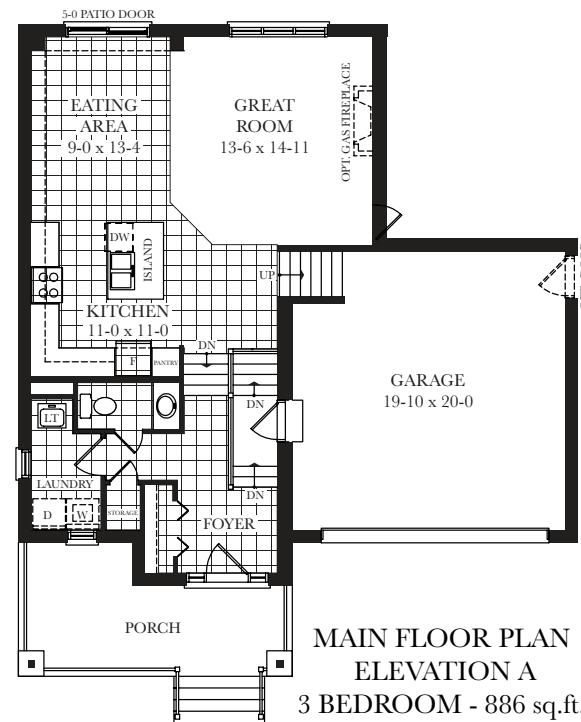 5-0 PATIO DOOR
EATING
AREA
9-0 x 13-4
GREAT
ROOM
13-6 x 14-11
OPT. GAS FIREPLACE
DW
ISLAND
UP
KITCHEN
11-0 x 11-0
F
PANTRY
DN
DN
GARAGE
19-10 x 20-0
LT
LAUNDRY
D
W
STORAGE
DN
FOYER
PORCH
MAIN FLOOR PLAN
ELEVATION A
3 BEDROOM - 886 sq.ft.